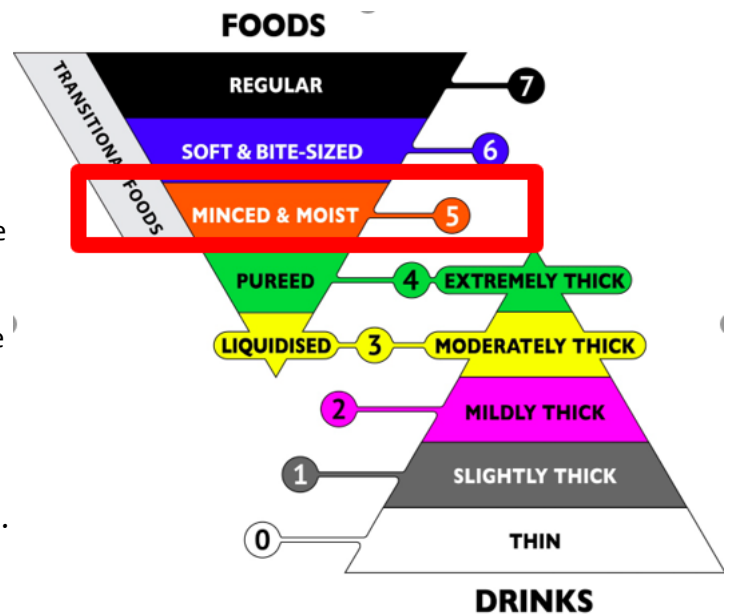 FOODS
TRANSITIONAL FOODS
REGULAR 7
SOFT & BITE-SIZED 6
MINCED & MOIST 5
e
PUREED 4 EXTREMELY THICK
e
LIQUIDISED 3 MODERATELY THICK
2 MILDLY THICK
1 SLIGHTLY THICK
.
0 THIN
DRINKS